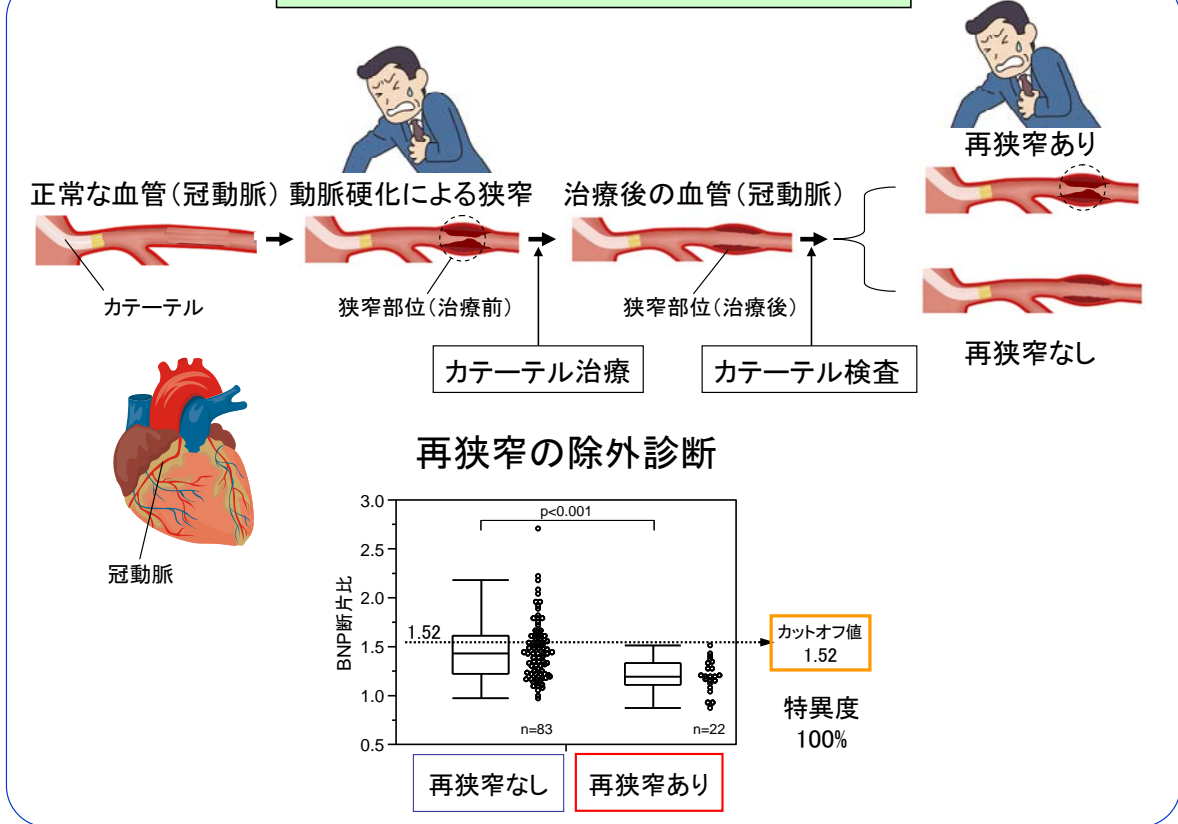 再狭窄あり
正常な血管(冠動脈)
動脈硬化による狭窄
治療後の血管(冠動脈)
カテーテル
狭窄部位(治療前)
狭窄部位(治療後)
再狭窄なし
カテーテル治療
カテーテル検査
冠動脈
再狭窄の除外診断
BNP断片比
3.0
2.5
2.0
1.5
1.0
0.5
p<0.001
1.52
n=83
n=22
カットオフ値
1.52
特異度
100%
再狭窄なし
再狭窄あり